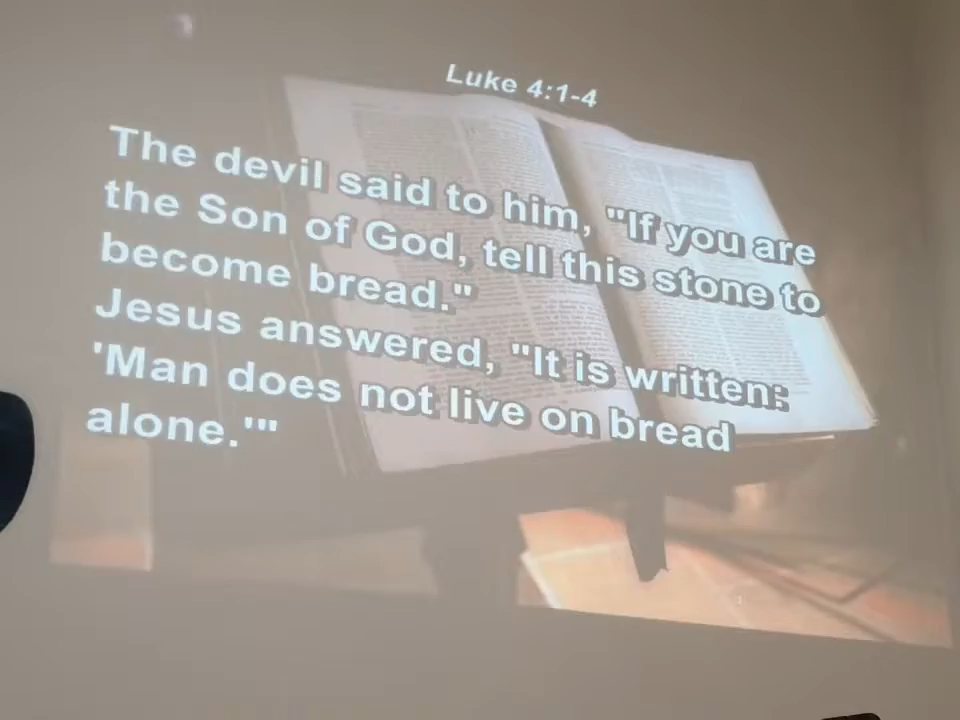 Luke 4:1-4
The devil said to him, "If you are
the Son of God, tell this stone to
become bread."
Jesus answered, "It is written:
'Man does not live on bread
alone.'"